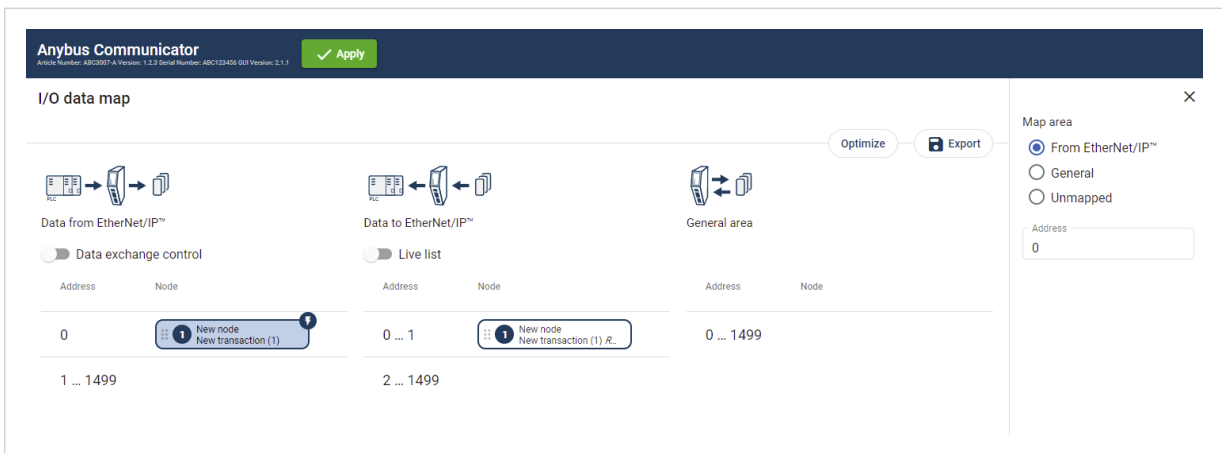 Anybus Communicator
Apply
Article Number: ABC3007-A Version: 1.2.3 Serial Number: ABC123456 GUI Version: 2.1.1
I/O data map
Optimize
Export
PLC
PLC
Data from EtherNet/IP™
Data to EtherNet/IP™
General area
Data exchange control
Live list
Address Node
Address Node
Address Node
0
1
New node
New transaction (1)
0 ... 1
1
New node
New transaction (1) R...
0 ... 1499
1 ... 1499
2 ... 1499
Map area
From EtherNet/IP™
General
Unmapped
Address
0